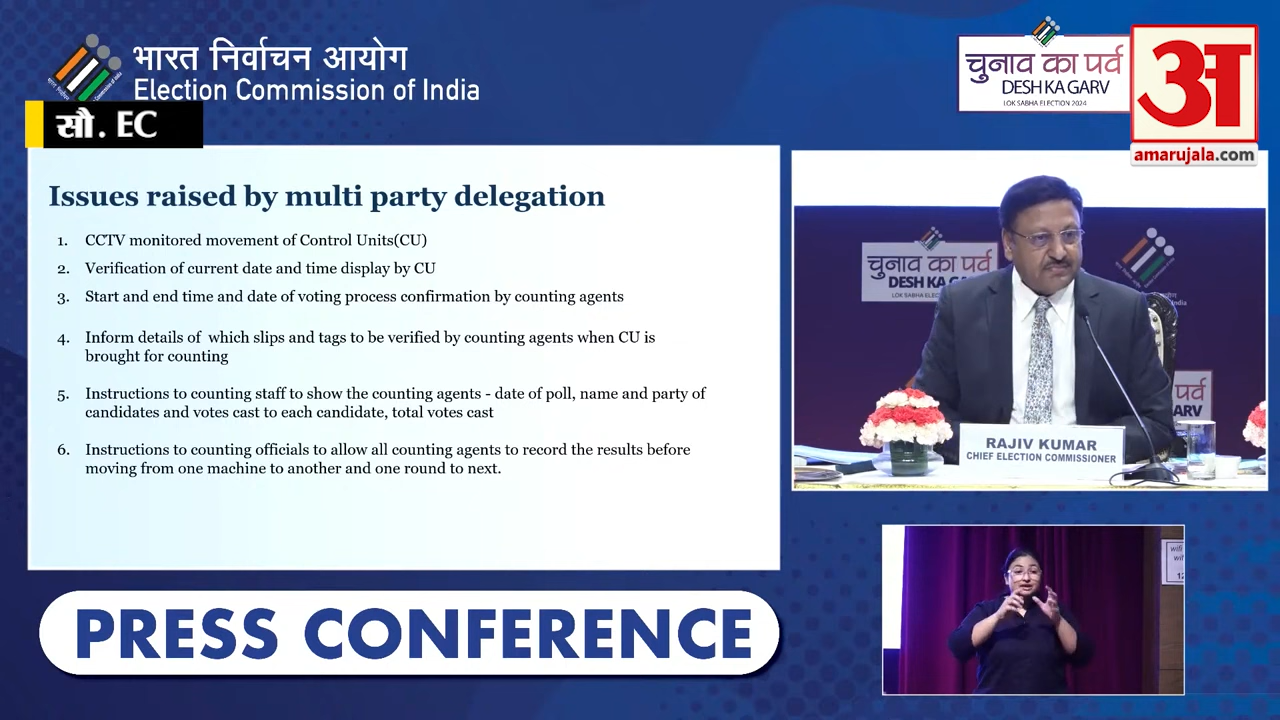 भारत निर्वाचन आयोग
Election Commission of India
सौ. EC
चुनाव का पर्व
DESH KA GARV
LOK SABHA ELECTION 2024
अ
amarujala.com
Issues raised by multi party delegation
1. CCTV monitored movement of Control Units(CU)
2. Verification of current date and time display by CU
3. Start and end time and date of voting process confirmation by counting agents
4. Inform details of which slips and tags to be verified by counting agents when CU is
brought for counting
5. Instructions to counting staff to show the counting agents - date of poll, name and party of
candidates and votes cast to each candidate, total votes cast
6. Instructions to counting officials to allow all counting agents to record the results before
moving from one machine to another and one round to next.
चुनाव का पर्व
DESH KA
LOK SABHA
India
पर्व
GARV
RAJIV KUMAR
CHIEF ELECTION COMMISSIONER
PRESS CONFERENCE
wifi